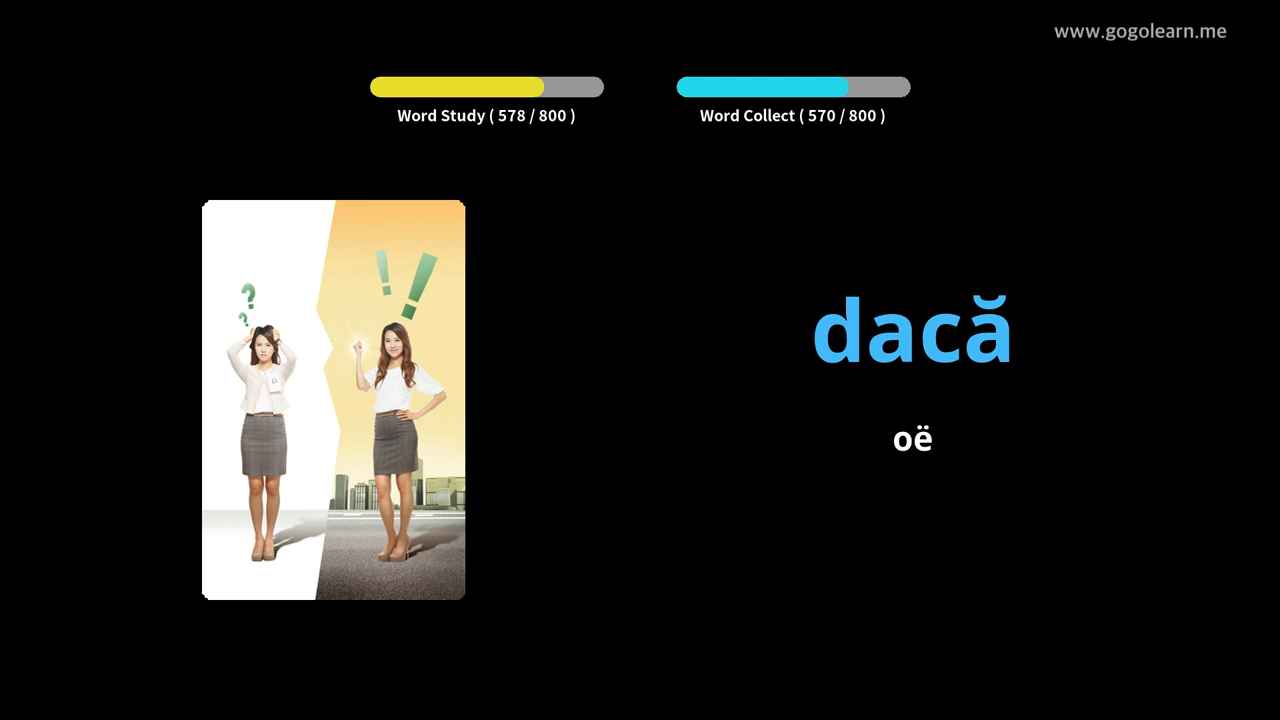 www.gogolearn.me
Word Study ( 578 / 800 )
Word Collect ( 570 / 800 )
? ?
! !
dacă
oë